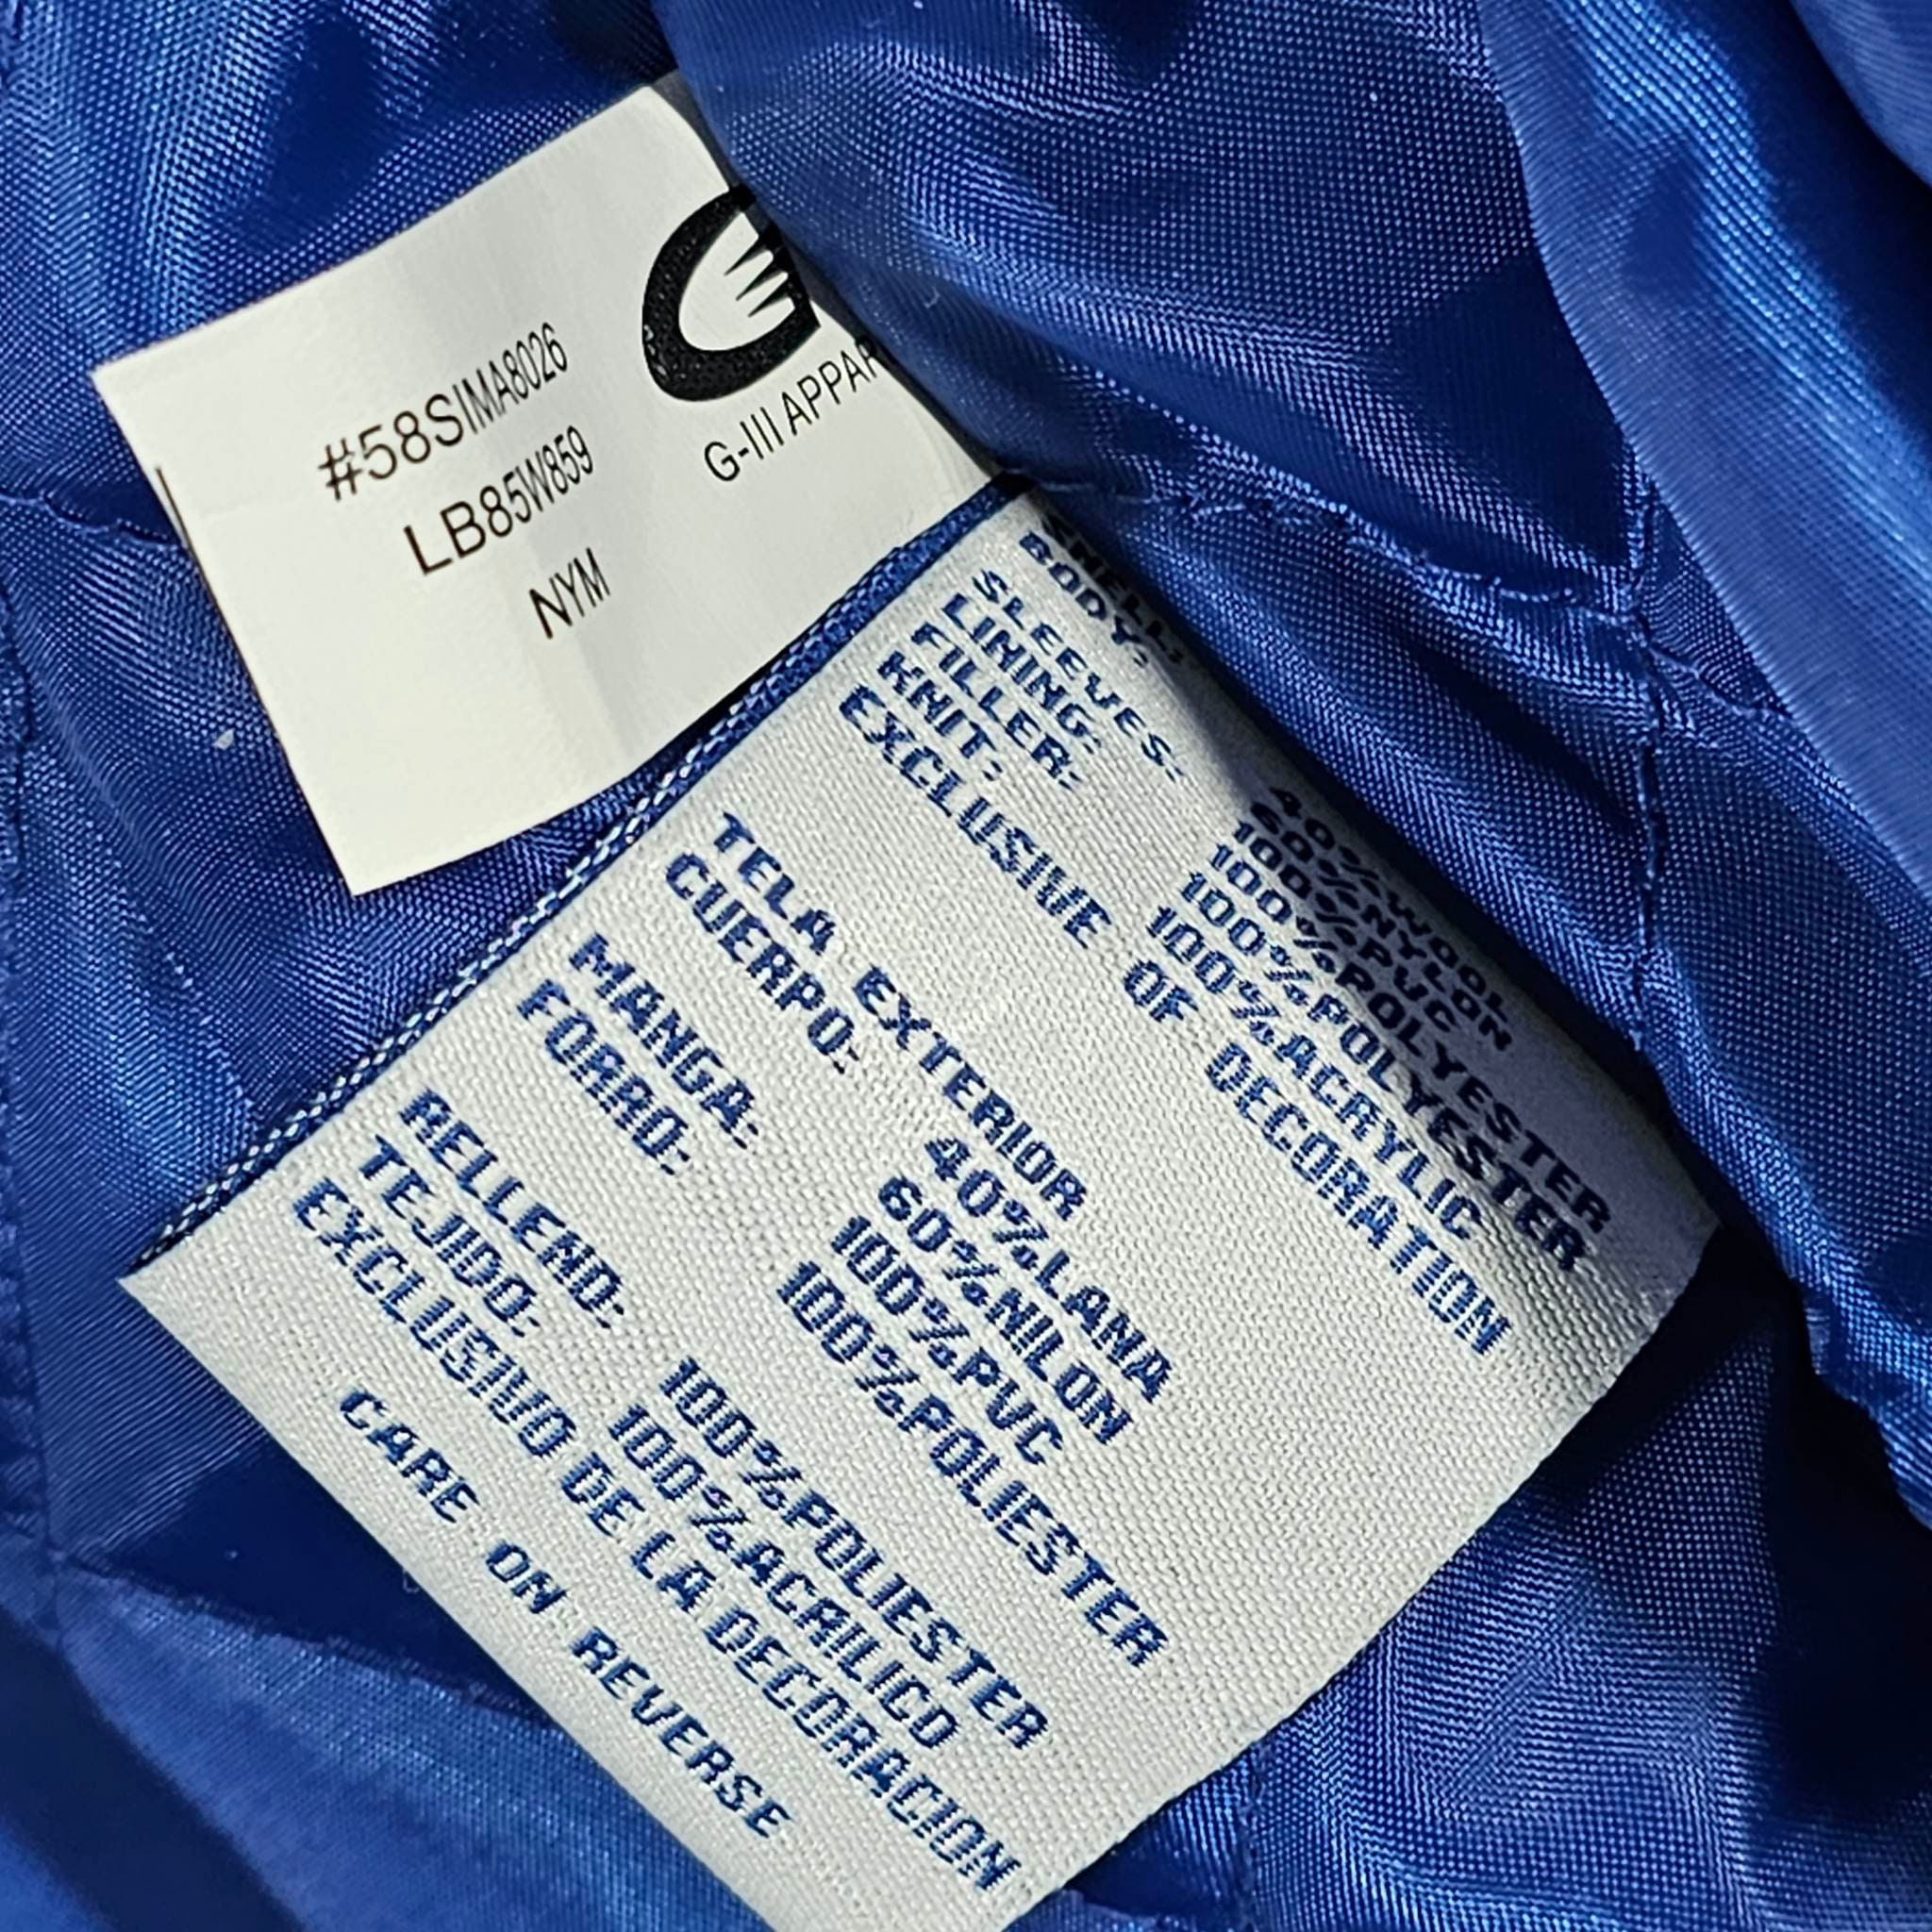 #58SIMA8026
LB85W859
NYM
G-III APPAR
SHELL:
BODY: 40%WOOL
60%NYLON
SLEEVES: 100%PVC
LINING: 100%POLYESTER
FILLER: 100%POLYESTER
KNIT: 100%ACRYLIC
EXCLUSIVE OF DECORATION
TELA EXTERIOR
CUERPO: 40%LANA
60%NILON
MANGA: 100%PVC
FORRO: 100%POLIESTER
RELLENO: 100%POLIESTER
TEJIDO: 100%ACRILICO
EXCLUSIVO DE LA DECORACION
CARE ON REVERSE